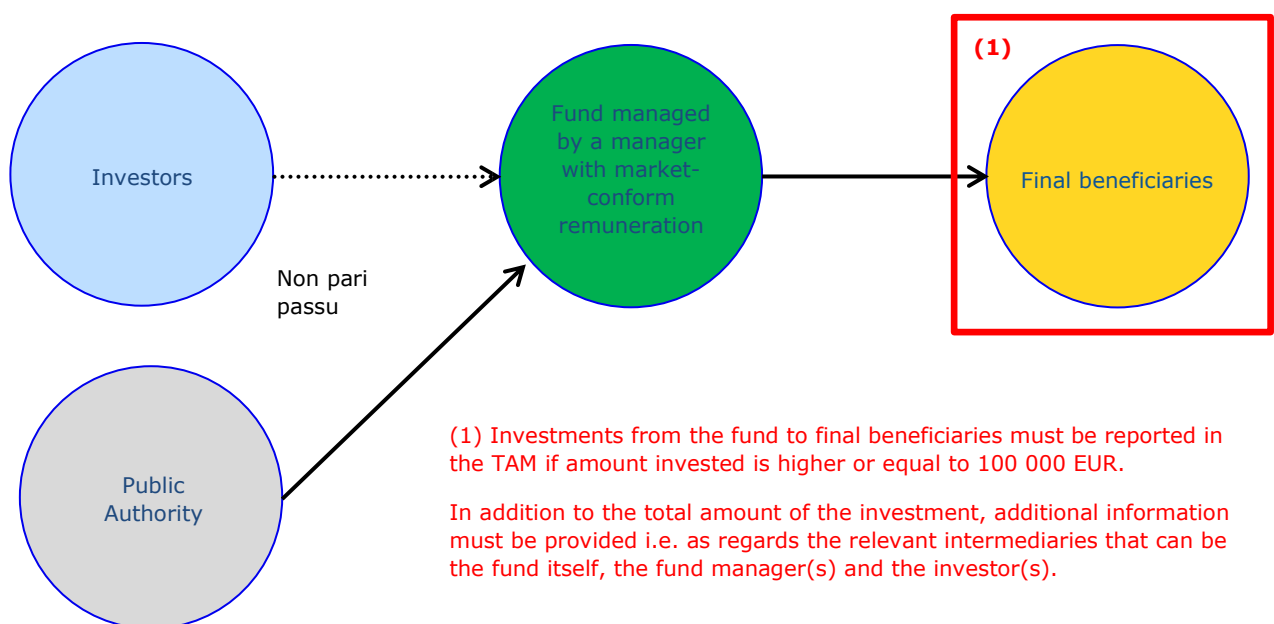 (1)
Fund managed
by a manager
with market-
conform
remuneration
Investors
Final beneficiaries
Non pari
passu
(1) Investments from the fund to final beneficiaries must be reported in
the TAM if amount invested is higher or equal to 100 000 EUR.
Public
Authority
In addition to the total amount of the investment, additional information
must be provided i.e. as regards the relevant intermediaries that can be
the fund itself, the fund manager(s) and the investor(s).